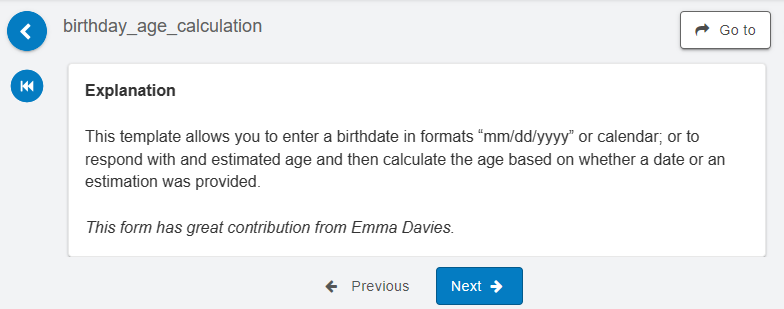 birthday_age_calculation
Go to
Explanation
This template allows you to enter a birthdate in formats “mm/dd/yyyy” or calendar; or to
respond with and estimated age and then calculate the age based on whether a date or an
estimation was provided.
This form has great contribution from Emma Davies.
Previous
Next